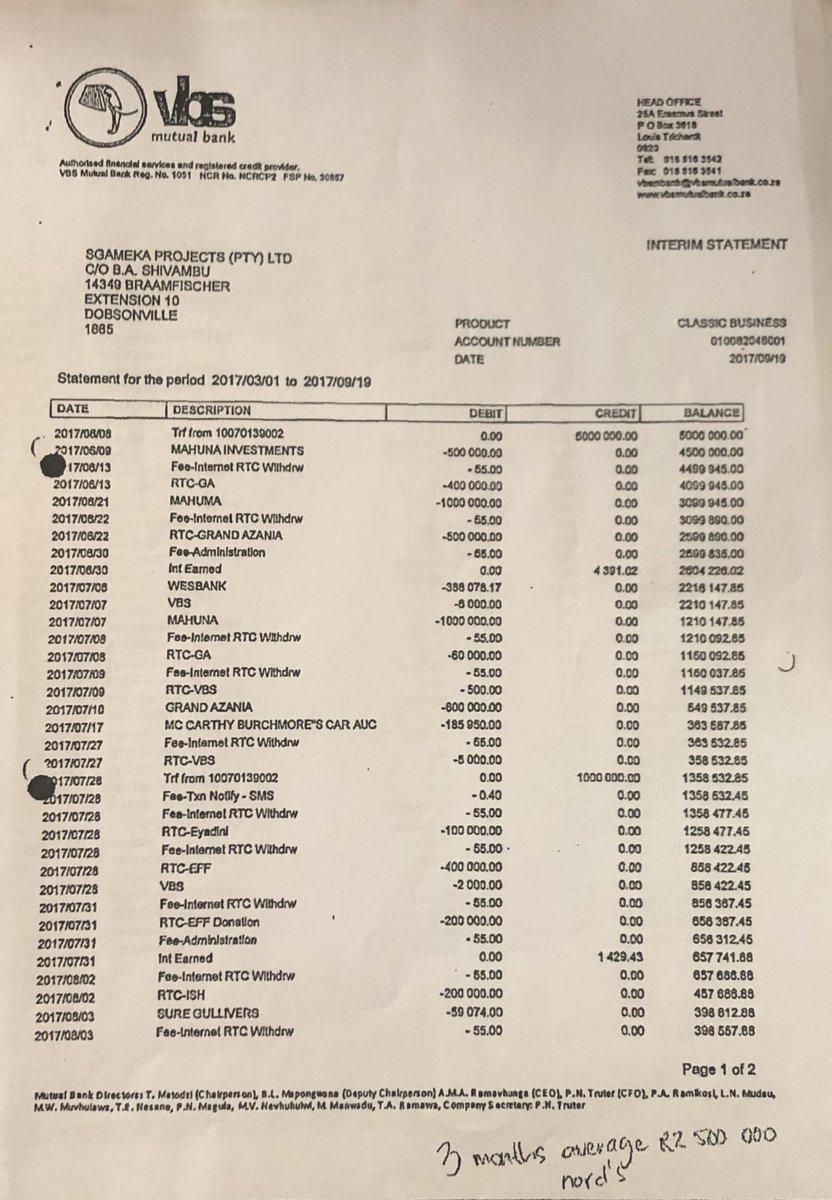 vbs
mutual bank
Authorised financial services and registered credit provider.
VBS Mutual Bank Reg. No. 1051 NCR No. NCRCP2 FSP No. 30867
HEAD OFFICE
25A Erasmus Street
P O Box 3618
Louis Trichardt
0920
Tel: 015 516 3542
Fax: 015 516 3541
vbsmbank@vbsmutualbank.co.za
www.vbsmutualbank.co.za
INTERIM STATEMENT
SGAMEKA PROJECTS (PTY) LTD
C/O B.A. SHIVAMBU
14349 BRAAMFISCHER
EXTENSION 10
DOBSONVILLE
1865
PRODUCT CLASSIC BUSINESS
ACCOUNT NUMBER 010082048001
DATE 2017/09/19
Statement for the period 2017/03/01 to 2017/09/19
DATE DESCRIPTION DEBIT CREDIT BALANCE
2017/06/08 Trf from 10070139002 0.00 5000 000.00 5000 000.00
2017/06/09 MAHUNA INVESTMENTS -500 000.00 0.00 4500 000.00
17/06/13 Fee-Internet RTC Withdrw - 55.00 0.00 4499 945.00
2017/06/13 RTC-GA -400 000.00 0.00 4099 945.00
2017/06/21 MAHUMA -1000 000.00 0.00 3099 945.00
2017/06/22 Fee-Internet RTC Withdrw - 55.00 0.00 3099 890.00
2017/06/22 RTC-GRAND AZANIA -500 000.00 0.00 2599 890.00
2017/06/30 Fee-Administration - 55.00 0.00 2599 835.00
2017/06/30 Int Earned 0.00 4 391.02 2604 226.02
2017/07/06 WESBANK -388 078.17 0.00 2216 147.85
2017/07/07 VBS -6 000.00 0.00 2210 147.85
2017/07/07 MAHUNA -1000 000.00 0.00 1210 147.85
2017/07/08 Fee-Internet RTC Withdrw - 55.00 0.00 1210 092.85
2017/07/08 RTC-GA -60 000.00 0.00 1150 092.85
2017/07/09 Fee-Internet RTC Withdrw - 55.00 0.00 1150 037.85
2017/07/09 RTC-VBS - 500.00 0.00 1149 537.85
2017/07/10 GRAND AZANIA -600 000.00 0.00 549 537.85
2017/07/17 MC CARTHY BURCHMORE"S CAR AUC -185 950.00 0.00 363 587.85
2017/07/27 Fee-Internet RTC Withdrw - 55.00 0.00 363 532.85
2017/07/27 RTC-VBS -5 000.00 0.00 358 532.85
017/07/28 Trf from 10070139002 0.00 1000 000.00 1358 532.85
2017/07/28 Fee-Txn Notify - SMS - 0.40 0.00 1358 532.45
2017/07/28 Fee-Internet RTC Withdrw - 55.00 0.00 1358 477.45
2017/07/28 RTC-Eyadini -100 000.00 0.00 1258 477.45
2017/07/28 Fee-Internet RTC Withdrw - 55.00 0.00 1258 422.45
2017/07/28 RTC-EFF -400 000.00 0.00 858 422.45
2017/07/28 VBS -2 000.00 0.00 856 422.45
2017/07/31 Fee-Internet RTC Withdrw - 55.00 0.00 856 367.45
2017/07/31 RTC-EFF Donation -200 000.00 0.00 656 367.45
2017/07/31 Fee-Administration - 55.00 0.00 656 312.45
2017/07/31 Int Earned 0.00 1 429.43 657 741.88
2017/08/02 Fee-Internet RTC Withdrw - 55.00 0.00 657 686.88
2017/08/02 RTC-ISH -200 000.00 0.00 457 686.88
2017/08/03 SURE GULLIVERS -59 074.00 0.00 398 612.88
2017/08/03 Fee-Internet RTC Withdrw - 55.00 0.00 398 557.88
Page 1 of 2
Mutual Bank Directors: T. Matodzi (Chairperson), B.L. Mapongwana (Deputy Chairperson) A.M.A. Ramavhunga (CEO), P.N. Truter (CFO), P.A. Ramikosi, L.N. Mudau,
M.W. Muvhulawa, T.E. Nesane, P.N. Magula, M.V. Nevhuhulwi, M. Manwadu, T.A. Ramawa, Company Secretary: P.N. Truter
3 months average R2 500 000
nord's